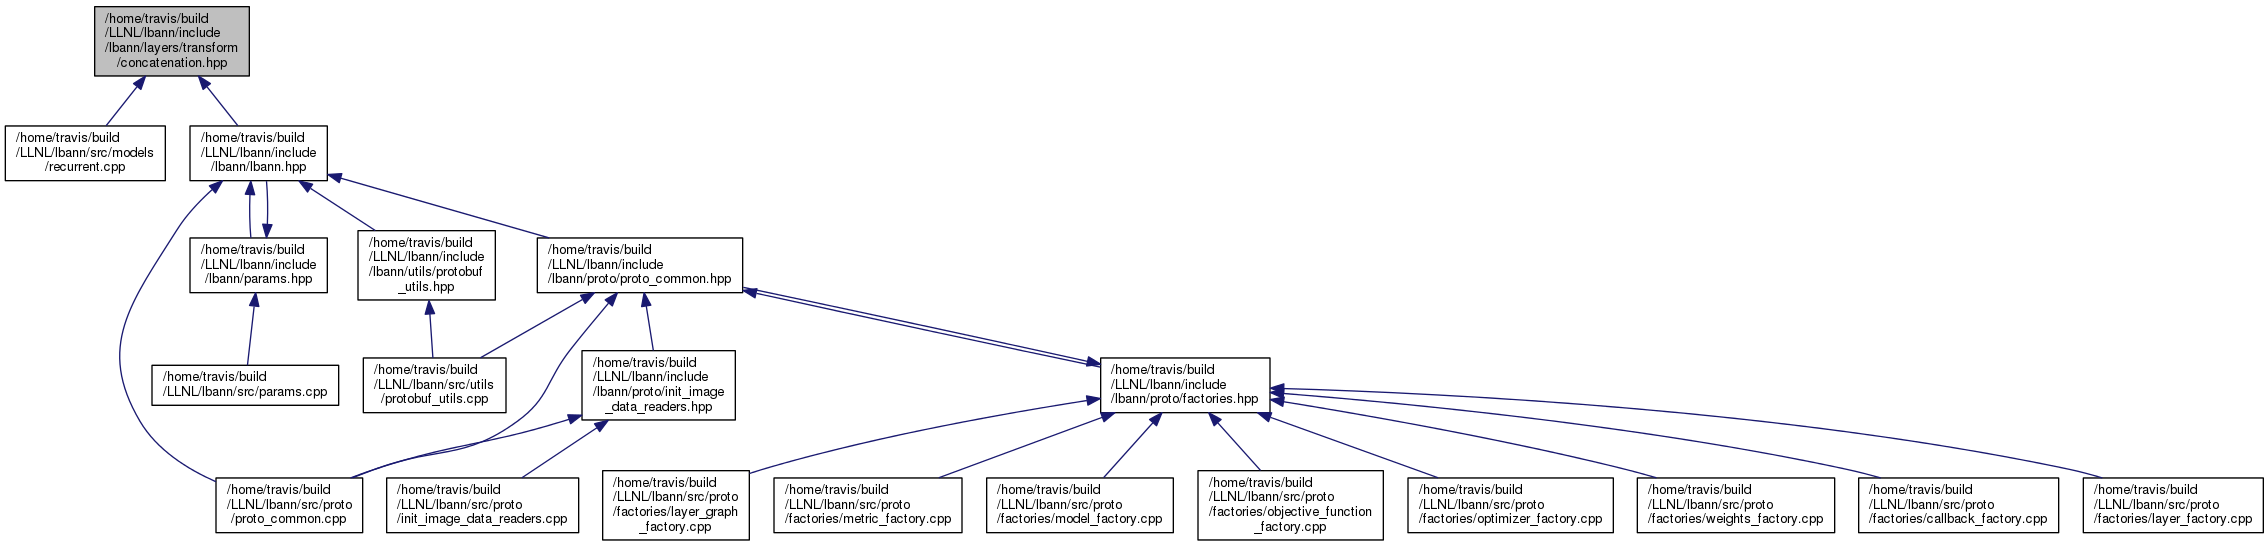 /home/travis/build
/LLNL/lbann/include
/lbann/layers/transform
/concatenation.hpp
/home/travis/build
/LLNL/lbann/src/models
/recurrent.cpp
/home/travis/build
/LLNL/lbann/include
/lbann/lbann.hpp
/home/travis/build
/LLNL/lbann/include
/lbann/params.hpp
/home/travis/build
/LLNL/lbann/include
/lbann/utils/protobuf
_utils.hpp
/home/travis/build
/LLNL/lbann/include
/lbann/proto/proto_common.hpp
/home/travis/build
/LLNL/lbann/src/params.cpp
/home/travis/build
/LLNL/lbann/src/utils
/protobuf_utils.cpp
/home/travis/build
/LLNL/lbann/include
/lbann/proto/init_image
_data_readers.hpp
/home/travis/build
/LLNL/lbann/include
/lbann/proto/factories.hpp
/home/travis/build
/LLNL/lbann/src/proto
/proto_common.cpp
/home/travis/build
/LLNL/lbann/src/proto
/init_image_data_readers.cpp
/home/travis/build
/LLNL/lbann/src/proto
/factories/layer_graph
_factory.cpp
/home/travis/build
/LLNL/lbann/src/proto
/factories/metric_factory.cpp
/home/travis/build
/LLNL/lbann/src/proto
/factories/model_factory.cpp
/home/travis/build
/LLNL/lbann/src/proto
/factories/objective_function
_factory.cpp
/home/travis/build
/LLNL/lbann/src/proto
/factories/optimizer_factory.cpp
/home/travis/build
/LLNL/lbann/src/proto
/factories/weights_factory.cpp
/home/travis/build
/LLNL/lbann/src/proto
/factories/callback_factory.cpp
/home/travis/build
/LLNL/lbann/src/proto
/factories/layer_factory.cpp